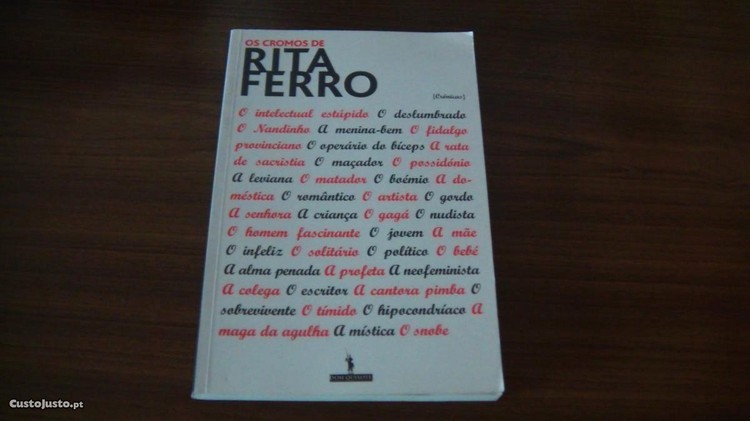 OS CROMOS DE
RITA
FERRO
[Crónicas]
O intelectual estúpido O deslumbrado
O Nandinho A menina-bem O fidalgo
provinciano O operário do bíceps A rata
de sacristia O maçador O possidónio
A leviana O matador O boémio A do-
méstica O romântico O artista O gordo
A senhora A criança O gagá O nudista
O homem fascinante O jovem A mãe
O infeliz O solitário O político O bebé
A alma penada A profeta A neofeminista
A colega O escritor A cantora pimba O
sobrevivente O tímido O hipocondríaco A
maga da agulha A mística O snobe
DOM QUIXOTE
CustoJusto.pt